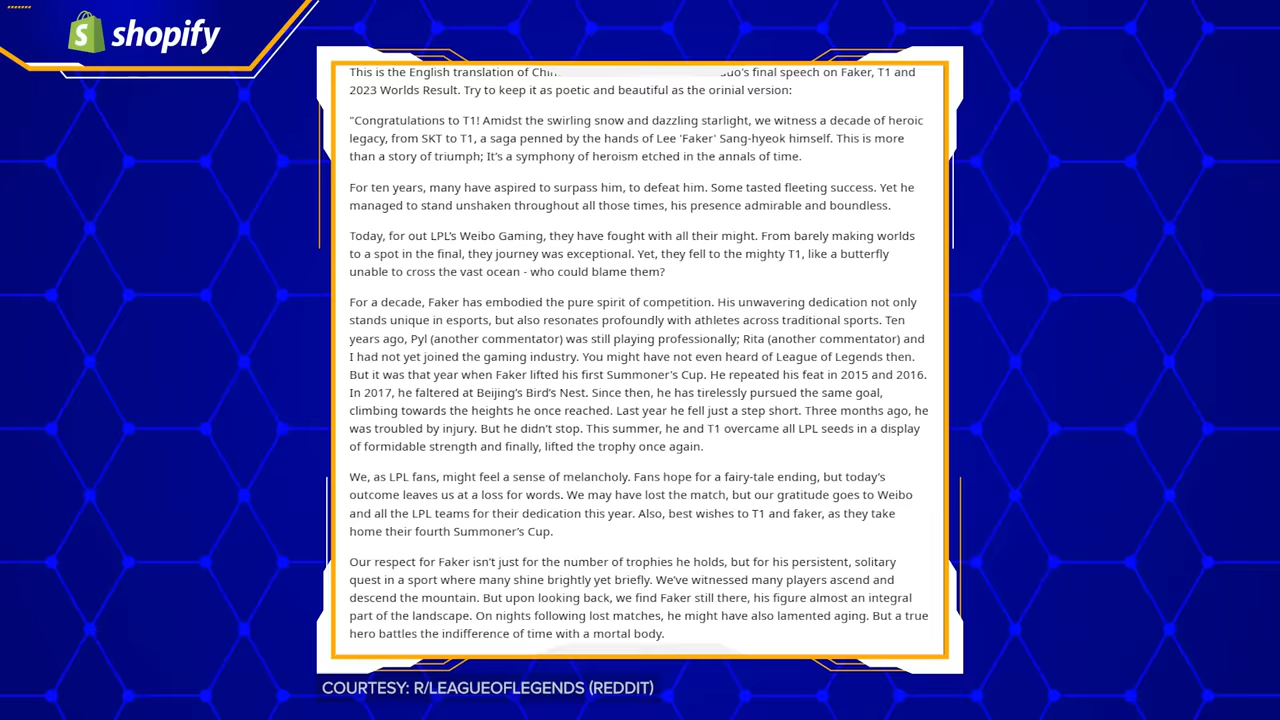 shopify
This is the English translation of 's final speech on Faker, T1 and
2023 Worlds Result. Try to keep it as poetic and beautiful as the orinial version:
"Congratulations to T1! Amidst the swirling snow and dazzling starlight, we witness a decade of heroic
legacy, from SKT to T1, a saga penned by the hands of Lee 'Faker' Sang-hyeok himself. This is more
than a story of triumph; It's a symphony of heroism etched in the annals of time.
For ten years, many have aspired to surpass him, to defeat him. Some tasted fleeting success. Yet he
managed to stand unshaken throughout all those times, his presence admirable and boundless.
Today, for out LPL's Weibo Gaming, they have fought with all their might. From barely making worlds
to a spot in the final, they journey was exceptional. Yet, they fell to the mighty T1, like a butterfly
unable to cross the vast ocean - who could blame them?
For a decade, Faker has embodied the pure spirit of competition. His unwavering dedication not only
stands unique in esports, but also resonates profoundly with athletes across traditional sports. Ten
years ago, Pyl (another commentator) was still playing professionally; Rita (another commentator) and
I had not yet joined the gaming industry. You might have not even heard of League of Legends then.
But it was that year when Faker lifted his first Summoner's Cup. He repeated his feat in 2015 and 2016.
In 2017, he faltered at Beijing's Bird's Nest. Since then, he has tirelessly pursued the same goal,
climbing towards the heights he once reached. Last year he fell just a step short. Three months ago, he
was troubled by injury. But he didn't stop. This summer, he and T1 overcame all LPL seeds in a display
of formidable strength and finally, lifted the trophy once again.
We, as LPL fans, might feel a sense of melancholy. Fans hope for a fairy-tale ending, but today's
outcome leaves us at a loss for words. We may have lost the match, but our gratitude goes to Weibo
and all the LPL teams for their dedication this year. Also, best wishes to T1 and faker, as they take
home their fourth Summoner's Cup.
Our respect for Faker isn't just for the number of trophies he holds, but for his persistent, solitary
quest in a sport where many shine brightly yet briefly. We've witnessed many players ascend and
descend the mountain. But upon looking back, we find Faker still there, his figure almost an integral
part of the landscape. On nights following lost matches, he might have also lamented aging. But a true
hero battles the indifference of time with a mortal body.
COURTESY: R/LEAGUEOFLEGENDS (REDDIT)